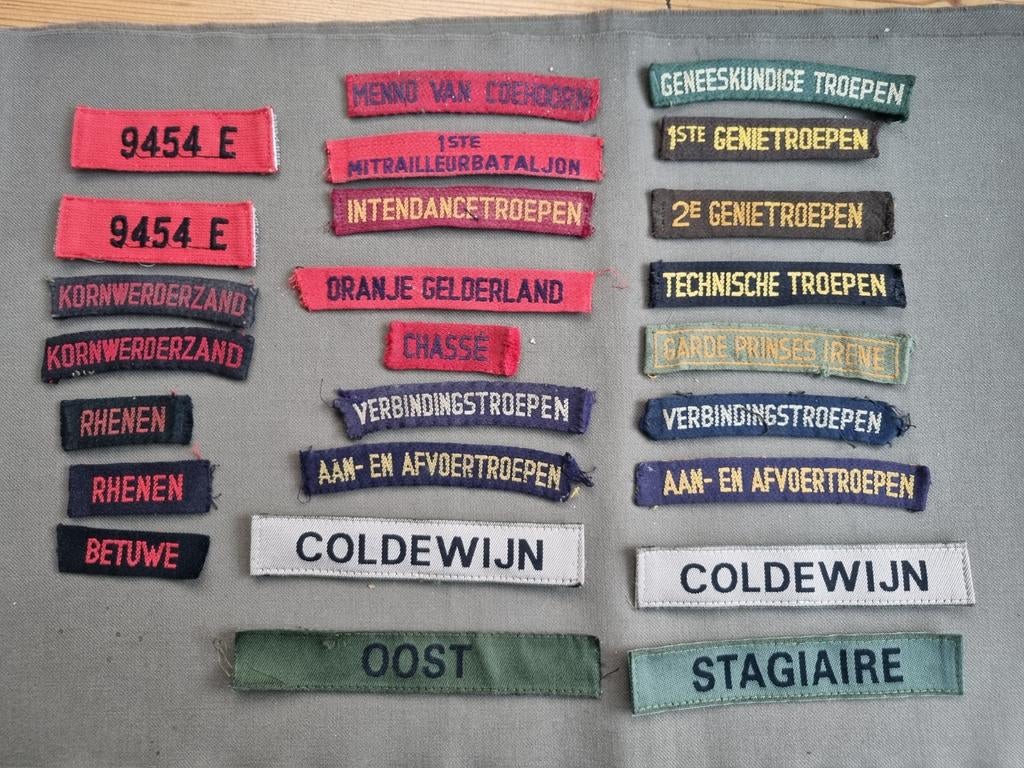 9454 E
9454 E
KORNWERDERZAND
KORNWERDERZAND
RHENEN
RHENEN
BETUWE
MENNO VAN COEHOORN
1STE
MITRAILLEURBATALJON
INTENDANCETROEPEN
ORANJE GELDERLAND
CHASSÉ
VERBINDINGSTROEPEN
AAN- EN AFVOERTROEPEN
COLDEWIJN
OOST
GENEESKUNDIGE TROEPEN
1STE GENIETROEPEN
2E GENIETROEPEN
TECHNISCHE TROEPEN
GARDE PRINSES IRENE
VERBINDINGSTROEPEN
AAN- EN AFVOERTROEPEN
COLDEWIJN
STAGIAIRE